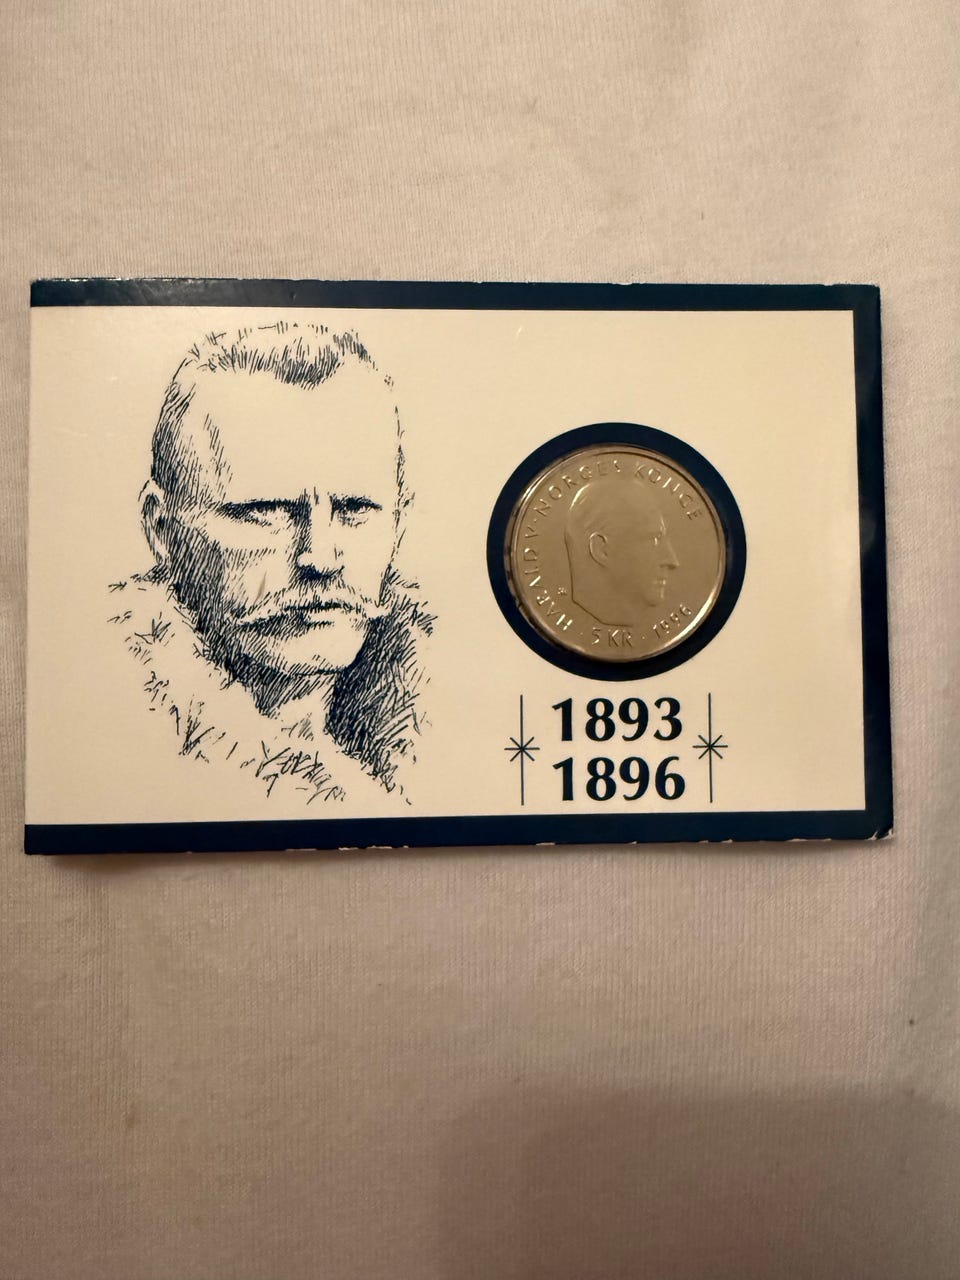 HARALD V · NORGES KONGE
· 5 KR · 1996
1893
1896